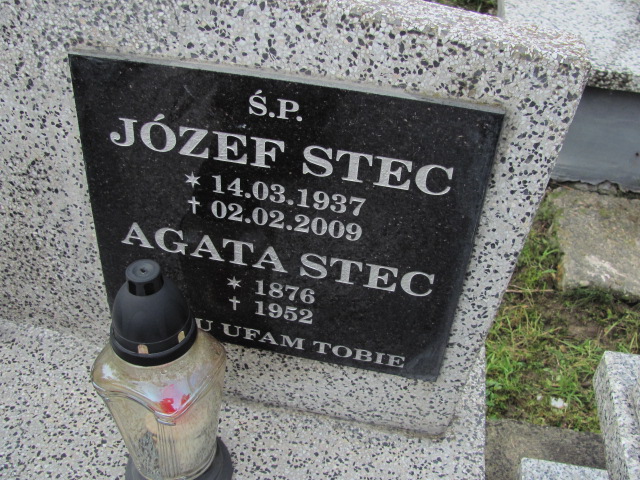 Ś.P.
JÓZEF STEC
✶ 14.03.1937
✝ 02.02.2009
AGATA STEC
✶ 1876
✝ 1952
U UFAM TOBIE